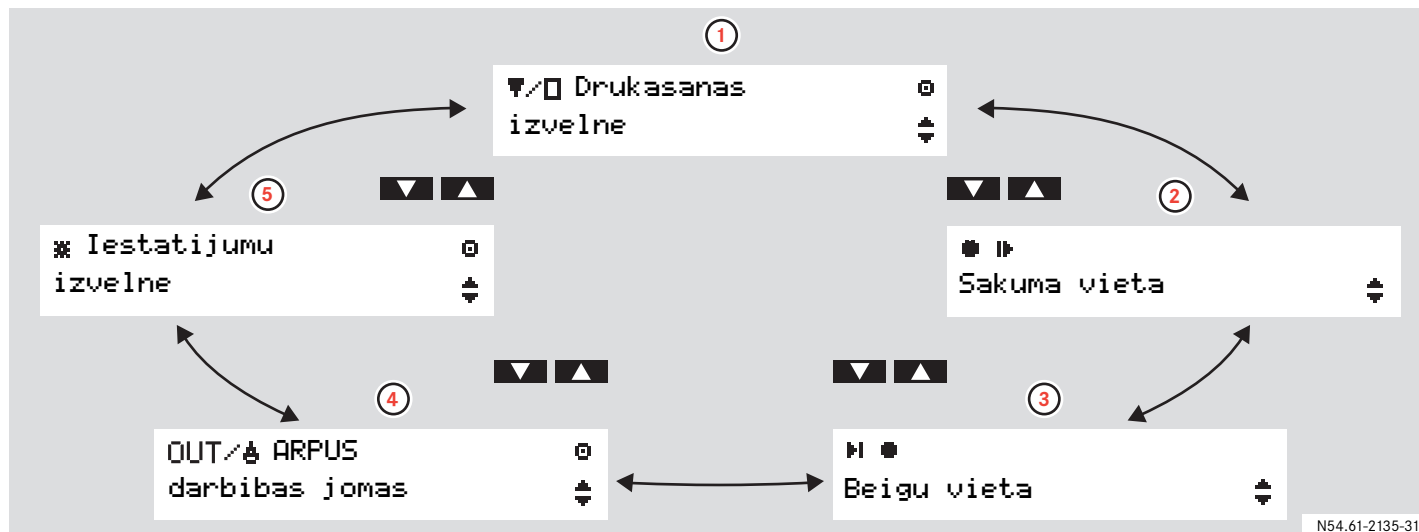 1
▼/▯ Drukasanas
izvelne
5
2
Iestatijumu
izvelne
Sakuma vieta
4
3
OUT/ ARPUS
darbibas jomas
Beigu vieta
N54.61-2135-31